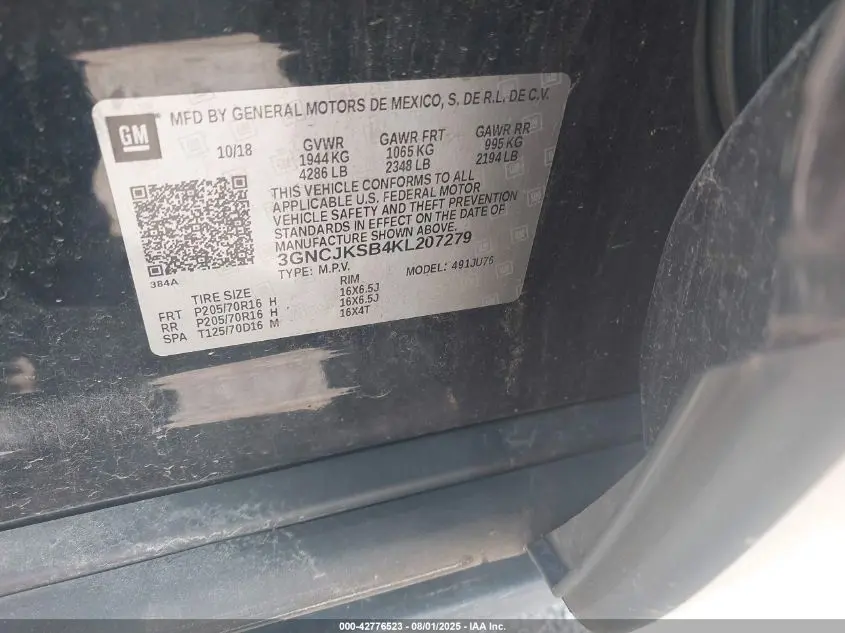 GM
MFD BY GENERAL MOTORS DE MEXICO, S. DE R.L. DE C.V.
10/18 GVWR GAWR FRT GAWR RR
1944 KG 1065 KG 995 KG
4286 LB 2348 LB 2194 LB
THIS VEHICLE CONFORMS TO ALL
APPLICABLE U.S. FEDERAL MOTOR
VEHICLE SAFETY AND THEFT PREVENTION
STANDARDS IN EFFECT ON THE DATE OF
MANUFACTURE SHOWN ABOVE.
3GNCJKSB4KL207279
TYPE: M.P.V. MODEL: 491JU76
384A
TIRE SIZE RIM
FRT P205/70R16 H 16X6.5J
RR P205/70R16 H 16X6.5J
SPA T125/70D16 M 16X4T
000-42776523 08/01/2025 - IAA Inc.